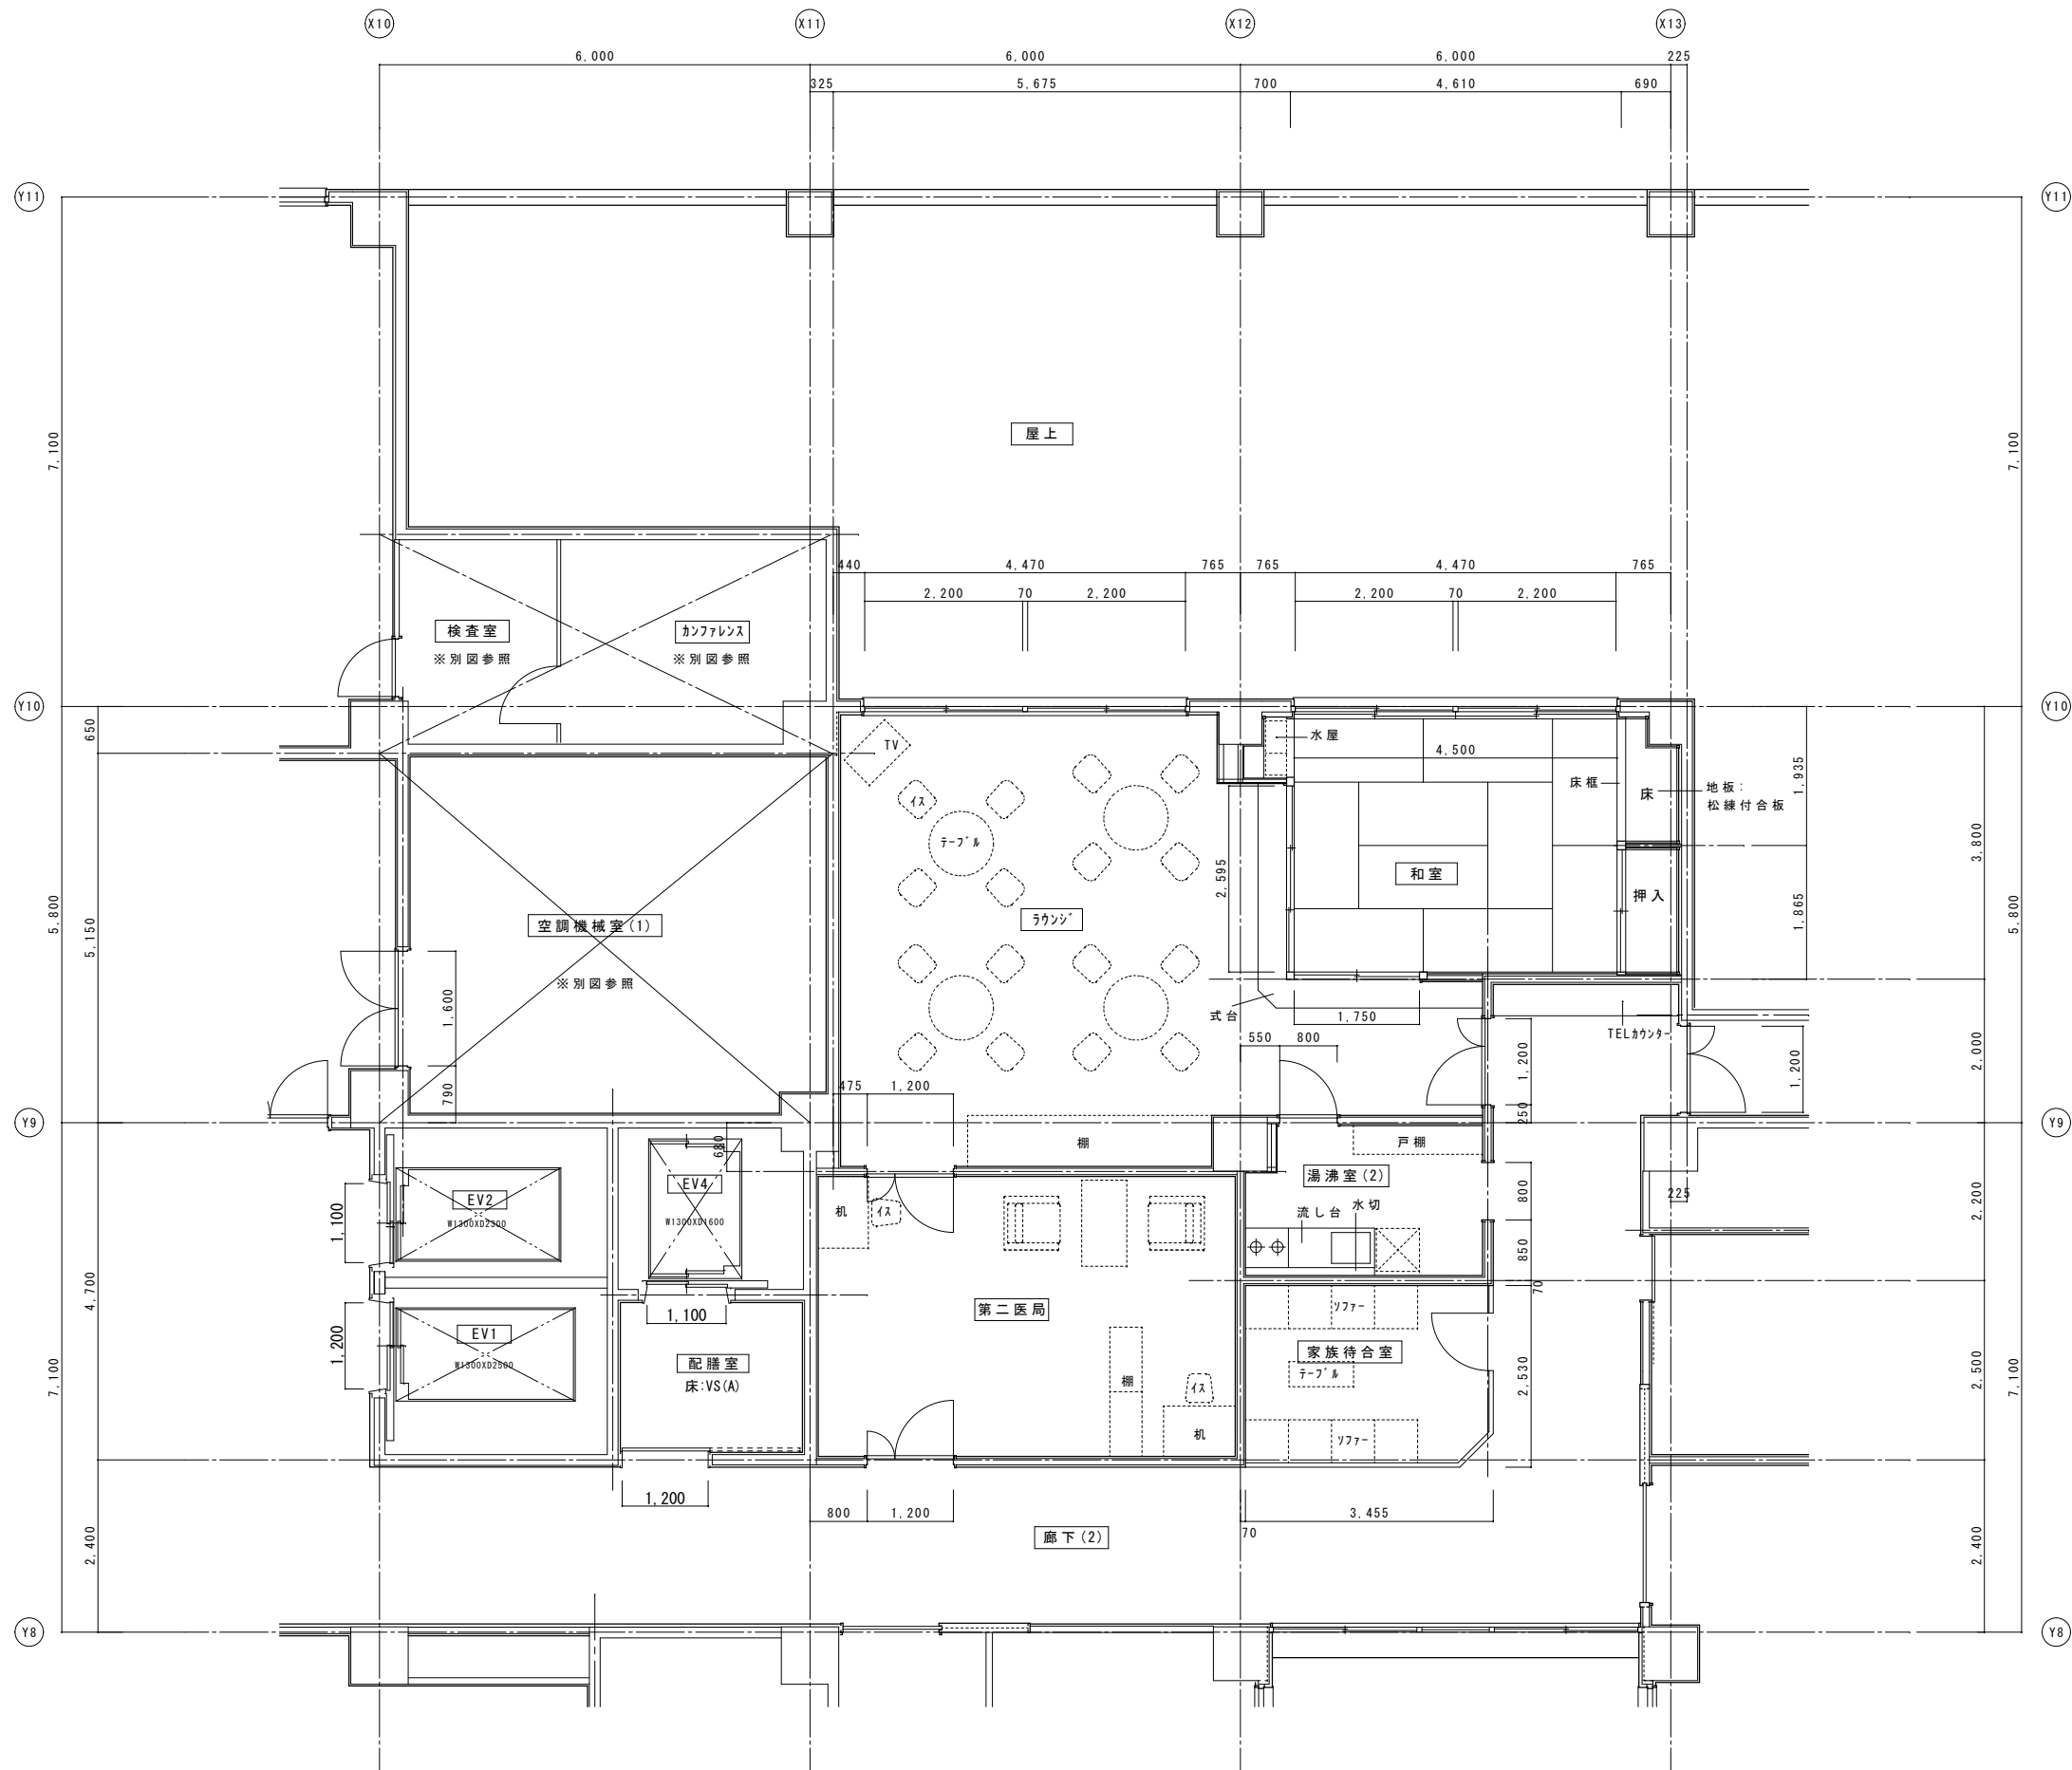 X10 X11 X12 X13
6,000 6,000 6,000 225
325 5,675 700 4,610 690
Y11 Y11
7,100 7,100
屋上
440 4,470 765 765 4,470 765
2,200 70 2,200 2,200 70 2,200
検査室
※別図参照
カンファレンス
※別図参照
Y10 Y10
650
5,150
5,800
TV
イス
テーブル
ラウンジ
水屋
4,500
床框
床
地板:
松練付合板
和室
押入
2,595
1,935
1,865
3,800
5,800
空調機械室(1)
※別図参照
1,600
790
式台
1,750
TELカウンター
550 800
1,200
250
1,200
2,000
475 1,200
Y9 Y9
680
棚
戸棚
湯沸室(2)
流し台
水切
800
850
70
225
2,200
EV2
W1300XD2300
1,100
EV4
W1300XD1600
1,100
机
イス
第二医局
棚
イス
机
EV1
W1300XD2500
1,200
配膳室
床:VS(A)
1,200
ソファー
家族待合室
テーブル
ソファー
2,530
2,500
7,100
4,700
7,100
800 1,200
70
3,455
廊下(2)
2,400
2,400
Y8 Y8